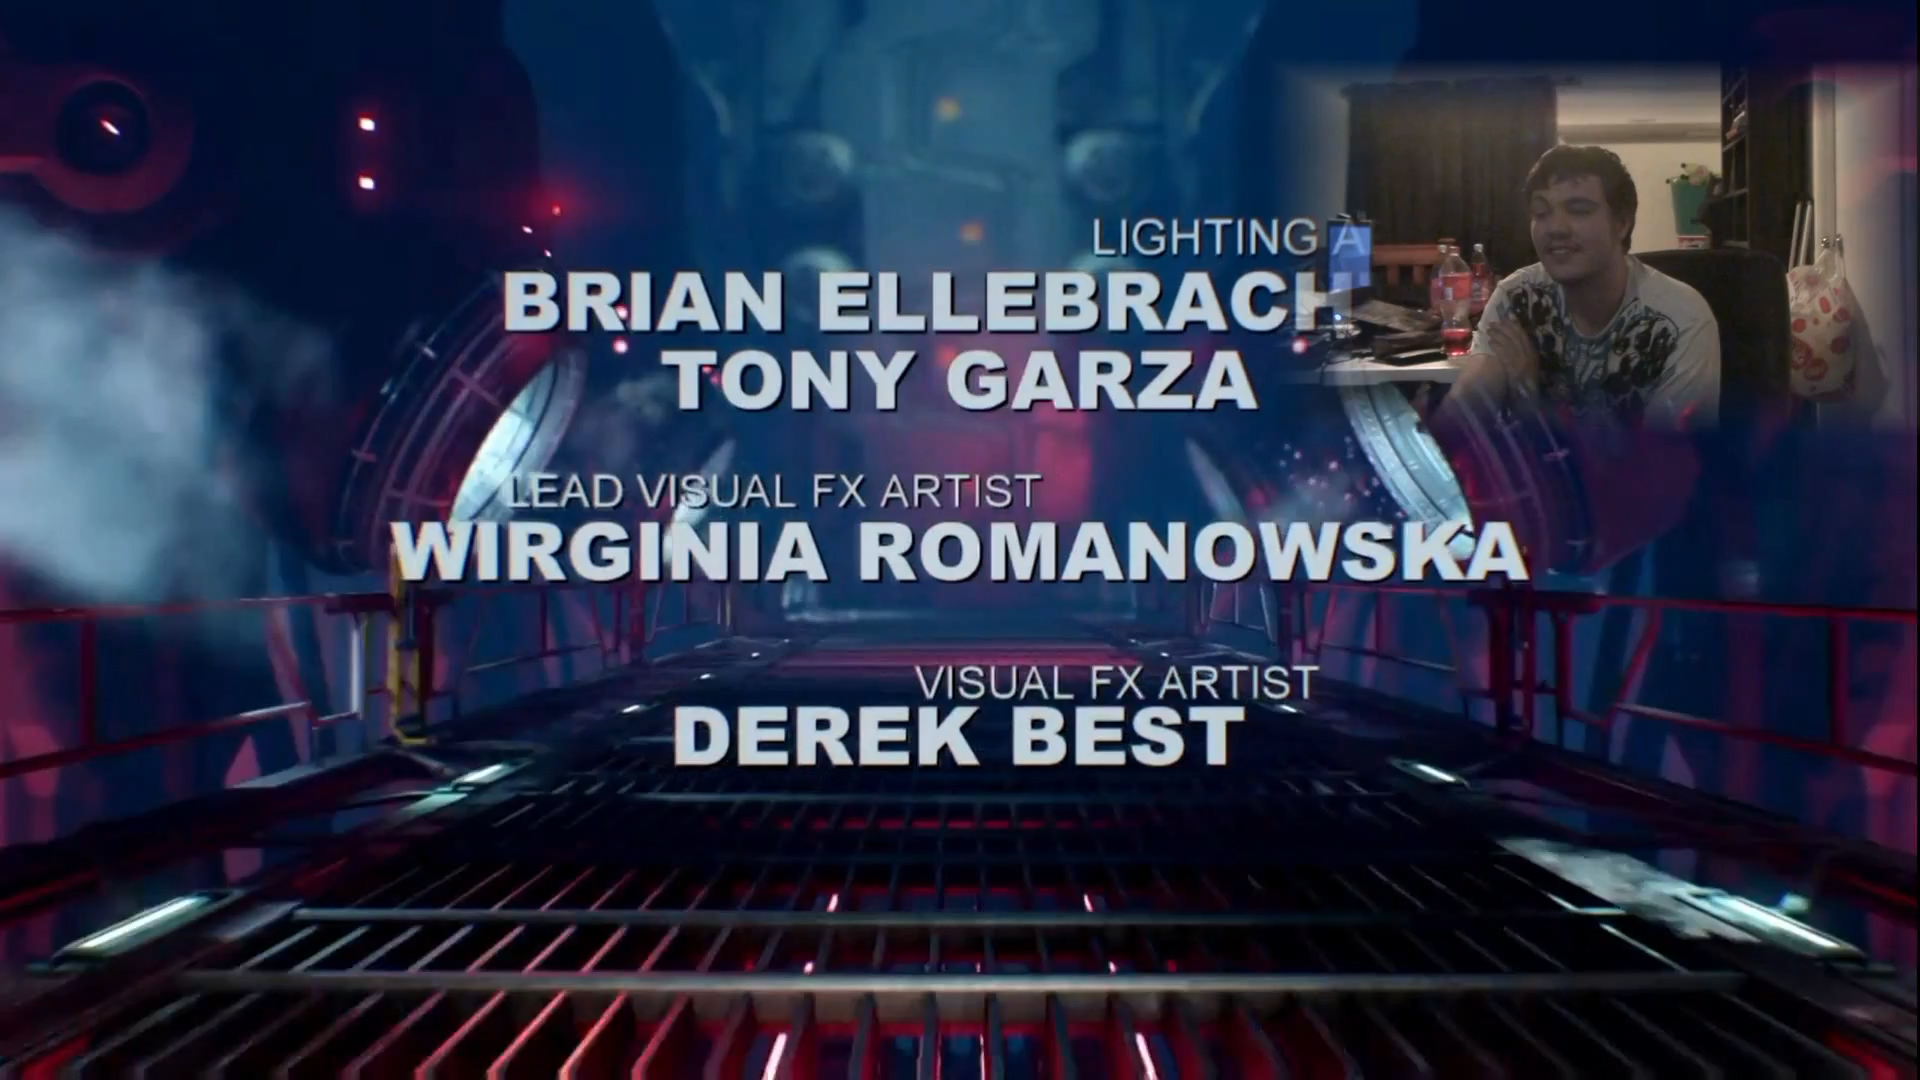 LIGHTING A
BRIAN ELLEBRACH
TONY GARZA
LEAD VISUAL FX ARTIST
WIRGINIA ROMANOWSKA
VISUAL FX ARTIST
DEREK BEST